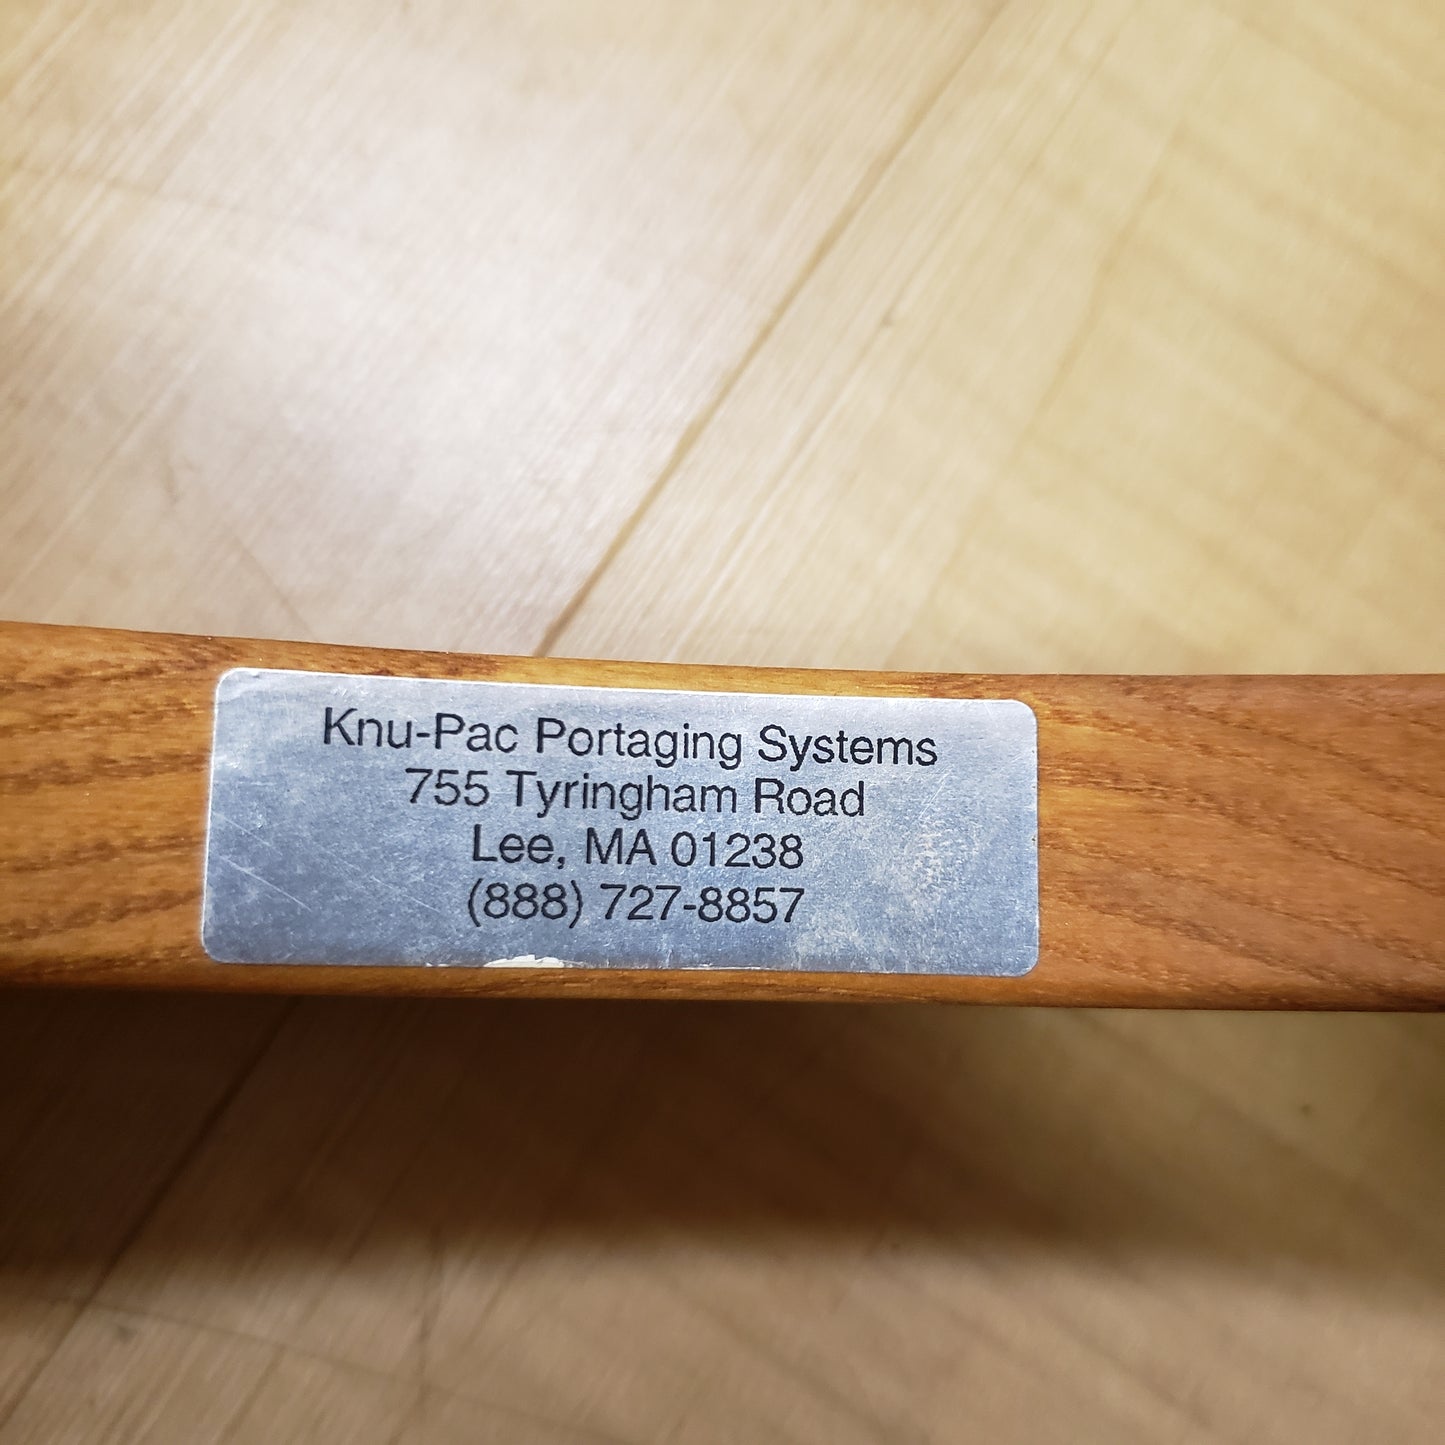 Knu-Pac Portaging Systems
755 Tyringham Road
Lee, MA 01238
(888) 727-8857